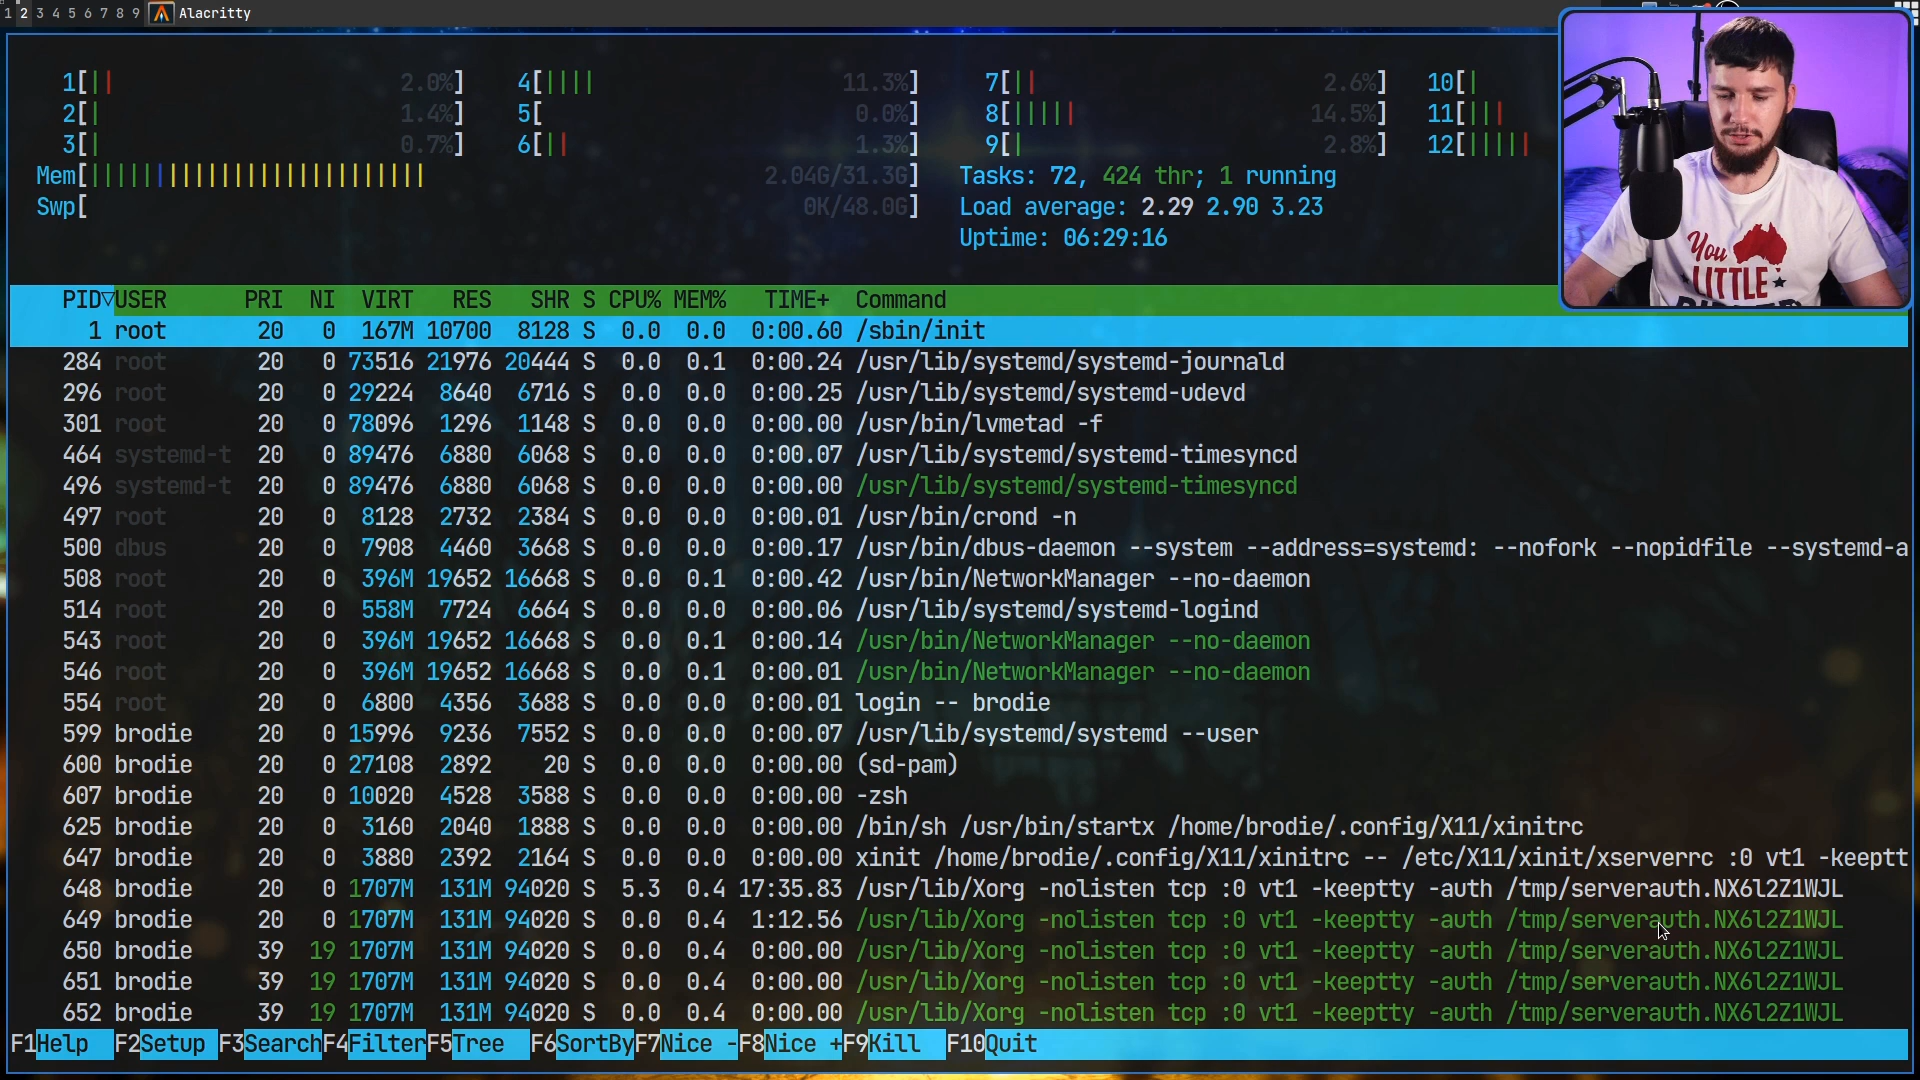 1 2 3 4 5 6 7 8 9 Alacritty
1[|| 2.0%] 4[|||| 11.3%] 7[|| 2.6%] 10[|
2[| 1.4%] 5[ 0.0%] 8[||||| 14.5%] 11[|||
3[| 0.7%] 6[|| 1.3%] 9[| 2.8%] 12[|||||
Mem[|||||||||||||||||||||||||| 2.04G/31.3G] Tasks: 72, 424 thr; 1 running
Swp[ 0K/48.0G] Load average: 2.29 2.90 3.23
Uptime: 06:29:16
You
LITTLE
PID▽USER PRI NI VIRT RES SHR S CPU% MEM% TIME+ Command
1 root 20 0 167M 10700 8128 S 0.0 0.0 0:00.60 /sbin/init
284 root 20 0 73516 21976 20444 S 0.0 0.1 0:00.24 /usr/lib/systemd/systemd-journald
296 root 20 0 29224 8640 6716 S 0.0 0.0 0:00.25 /usr/lib/systemd/systemd-udevd
301 root 20 0 78096 1296 1148 S 0.0 0.0 0:00.00 /usr/bin/lvmetad -f
464 systemd-t 20 0 89476 6880 6068 S 0.0 0.0 0:00.07 /usr/lib/systemd/systemd-timesyncd
496 systemd-t 20 0 89476 6880 6068 S 0.0 0.0 0:00.00 /usr/lib/systemd/systemd-timesyncd
497 root 20 0 8128 2732 2384 S 0.0 0.0 0:00.01 /usr/bin/crond -n
500 dbus 20 0 7908 4460 3668 S 0.0 0.0 0:00.17 /usr/bin/dbus-daemon --system --address=systemd: --nofork --nopidfile --systemd-a
508 root 20 0 396M 19652 16668 S 0.0 0.1 0:00.42 /usr/bin/NetworkManager --no-daemon
514 root 20 0 558M 7724 6664 S 0.0 0.0 0:00.06 /usr/lib/systemd/systemd-logind
543 root 20 0 396M 19652 16668 S 0.0 0.1 0:00.14 /usr/bin/NetworkManager --no-daemon
546 root 20 0 396M 19652 16668 S 0.0 0.1 0:00.01 /usr/bin/NetworkManager --no-daemon
554 root 20 0 6800 4356 3688 S 0.0 0.0 0:00.01 login -- brodie
599 brodie 20 0 15996 9236 7552 S 0.0 0.0 0:00.07 /usr/lib/systemd/systemd --user
600 brodie 20 0 27108 2892 20 S 0.0 0.0 0:00.00 (sd-pam)
607 brodie 20 0 10020 4528 3588 S 0.0 0.0 0:00.00 -zsh
625 brodie 20 0 3160 2040 1888 S 0.0 0.0 0:00.00 /bin/sh /usr/bin/startx /home/brodie/.config/X11/xinitrc
647 brodie 20 0 3880 2392 2164 S 0.0 0.0 0:00.00 xinit /home/brodie/.config/X11/xinitrc -- /etc/X11/xinit/xserverrc :0 vt1 -keeptt
648 brodie 20 0 1707M 131M 94020 S 5.3 0.4 17:35.83 /usr/lib/Xorg -nolisten tcp :0 vt1 -keeptty -auth /tmp/serverauth.NX6l2Z1WJL
649 brodie 20 0 1707M 131M 94020 S 0.0 0.4 1:12.56 /usr/lib/Xorg -nolisten tcp :0 vt1 -keeptty -auth /tmp/serverauth.NX6l2Z1WJL
650 brodie 39 19 1707M 131M 94020 S 0.0 0.4 0:00.00 /usr/lib/Xorg -nolisten tcp :0 vt1 -keeptty -auth /tmp/serverauth.NX6l2Z1WJL
651 brodie 39 19 1707M 131M 94020 S 0.0 0.4 0:00.00 /usr/lib/Xorg -nolisten tcp :0 vt1 -keeptty -auth /tmp/serverauth.NX6l2Z1WJL
652 brodie 39 19 1707M 131M 94020 S 0.0 0.4 0:00.00 /usr/lib/Xorg -nolisten tcp :0 vt1 -keeptty -auth /tmp/serverauth.NX6l2Z1WJL
F1Help F2Setup F3SearchF4FilterF5Tree F6SortByF7Nice -F8Nice +F9Kill F10Quit